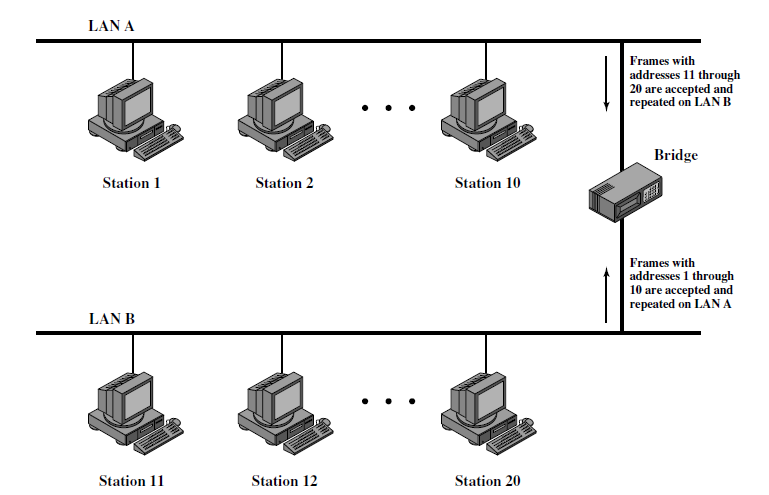 LAN A
Frames with
addresses 11 through
20 are accepted and
repeated on LAN B
Bridge
Station 1
Station 2
Station 10
Frames with
addresses 1 through
10 are accepted and
repeated on LAN A
LAN B
Station 11
Station 12
Station 20